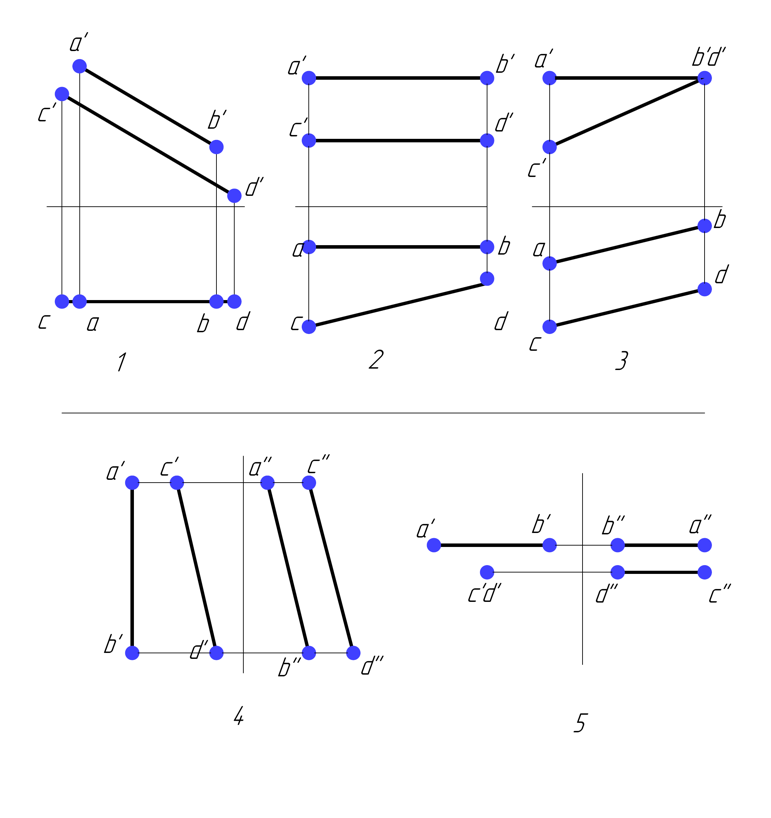 a' a' b' a' b'd'
c' b' c' d' c'
d' a b a b
c a b d c d c d
1 2 3
a' c' a" c"
a' b' b" a"
c'd' d" c"
b' d' b" d"
4 5